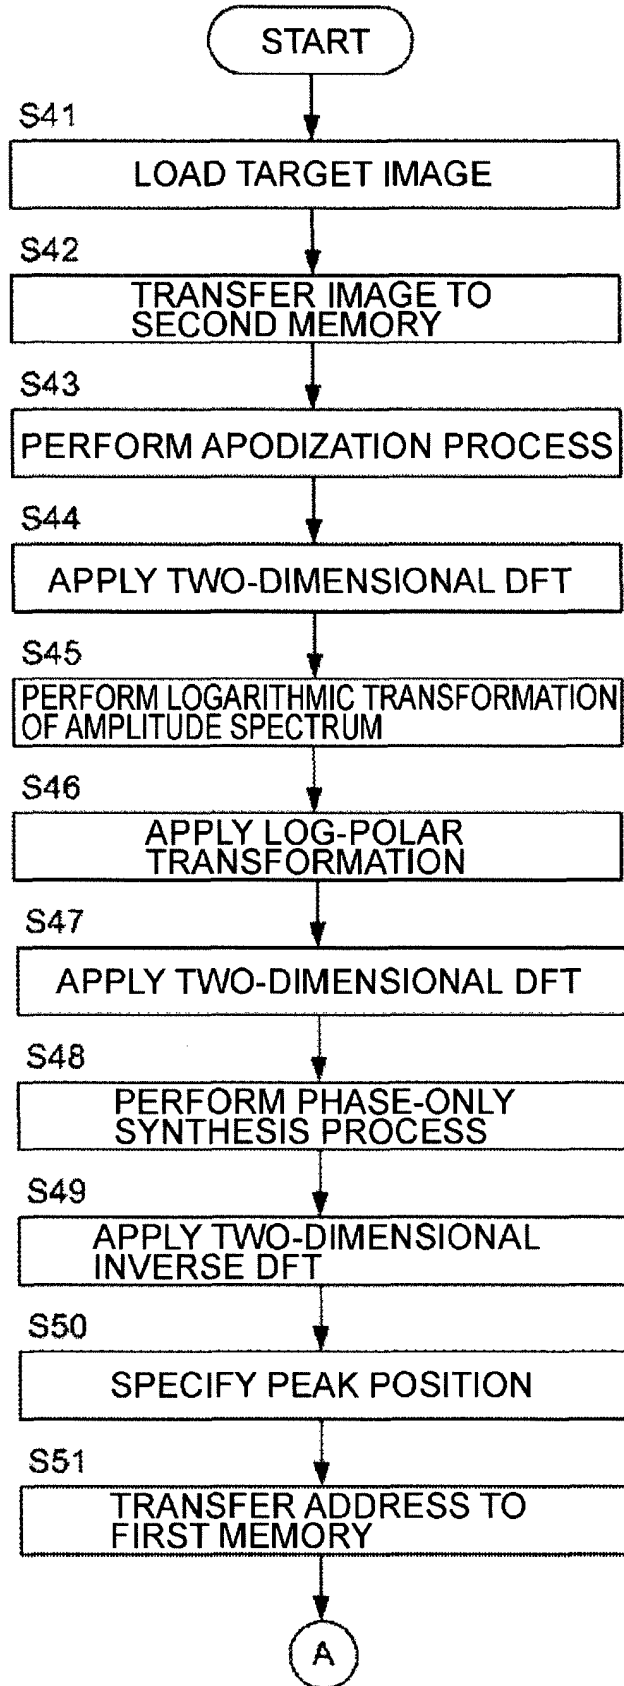 START
S41
LOAD TARGET IMAGE
S42
TRANSFER IMAGE TO
SECOND MEMORY
S43
PERFORM APODIZATION PROCESS
S44
APPLY TWO-DIMENSIONAL DFT
S45
PERFORM LOGARITHMIC TRANSFORMATION
OF AMPLITUDE SPECTRUM
S46
APPLY LOG-POLAR
TRANSFORMATION
S47
APPLY TWO-DIMENSIONAL DFT
S48
PERFORM PHASE-ONLY
SYNTHESIS PROCESS
S49
APPLY TWO-DIMENSIONAL
INVERSE DFT
S50
SPECIFY PEAK POSITION
S51
TRANSFER ADDRESS TO
FIRST MEMORY
A